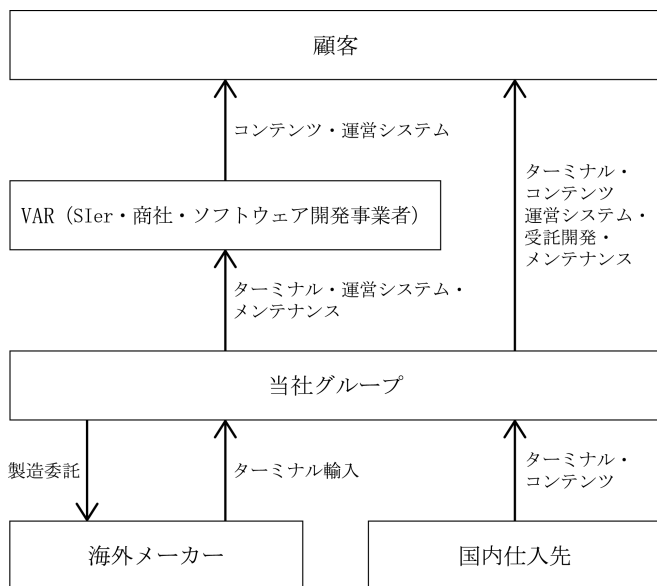 顧客
コンテンツ・運営システム
ターミナル・
コンテンツ
運営システム・
受託開発・
メンテナンス
VAR（SIer・商社・ソフトウェア開発事業者）
ターミナル・運営システム・
メンテナンス
当社グループ
製造委託
ターミナル輸入
ターミナル・
コンテンツ
海外メーカー
国内仕入先